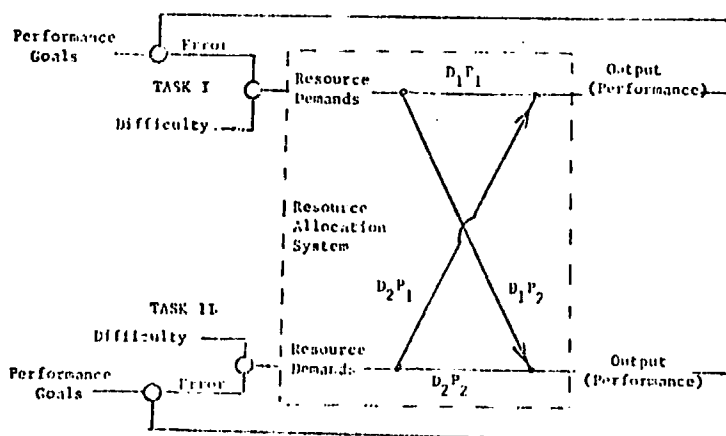 Performance
Goals
Error
TASK I
Difficulty
Resource
Demands
D₁P₁
Output
(Performance)
Resource
Allocation
System
D₂P₁
D₁P₂
TASK II
Difficulty
Performance
Goals
Error
Resource
Demands
D₂P₂
Output
(Performance)